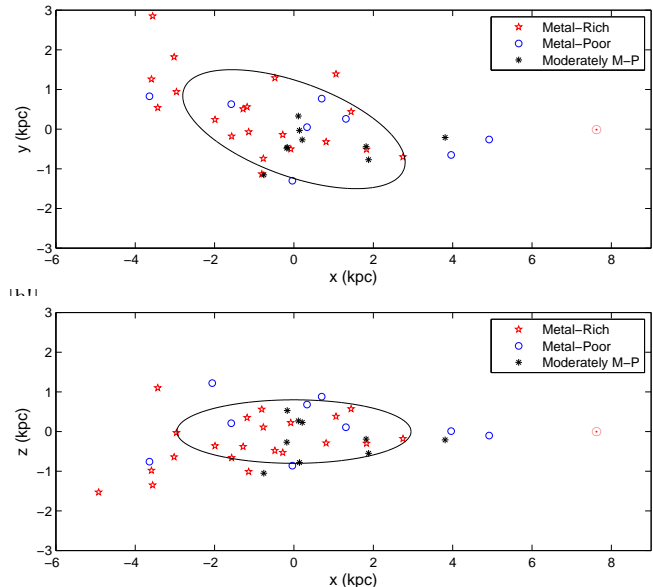 3
2
1
0
−1
−2
−3
y (kpc)
−6 −4 −2 0 2 4 6 8
x (kpc)
Metal−Rich
Metal−Poor
Moderately M−P
3
2
1
0
−1
−2
−3
z (kpc)
−6 −4 −2 0 2 4 6 8
x (kpc)
Metal−Rich
Metal−Poor
Moderately M−P